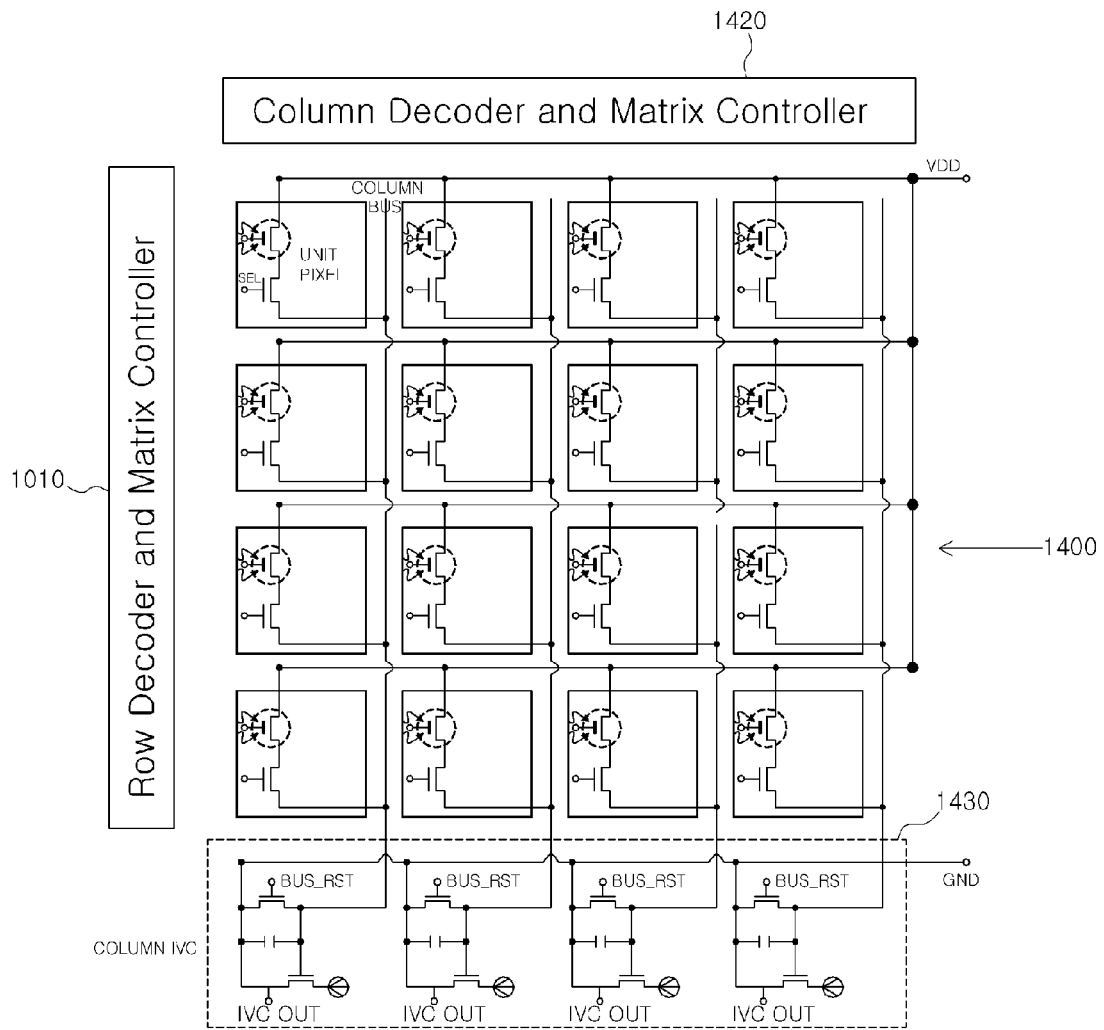 1420
Column Decoder and Matrix Controller
VDD
COLUMN
BUS
UNIT
PIXEL
SEL
Row Decoder and Matrix Controller
1010
1400
1430
GND
BUS_RST
BUS_RST
BUS_RST
BUS_RST
COLUMN IVC
IVC OUT
IVC OUT
IVC OUT
IVC OUT